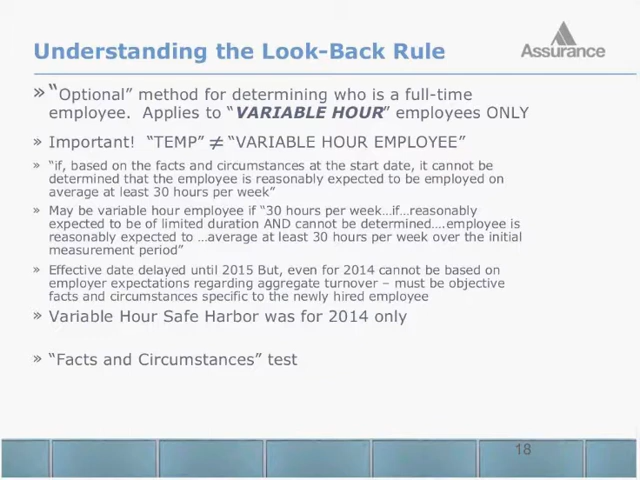 Understanding the Look-Back Rule
Assurance
» “Optional” method for determining who is a full-time
employee. Applies to “VARIABLE HOUR” employees ONLY
» Important! “TEMP” ≠ “VARIABLE HOUR EMPLOYEE”
» “if, based on the facts and circumstances at the start date, it cannot be
determined that the employee is reasonably expected to be employed on
average at least 30 hours per week”
» May be variable hour employee if “30 hours per week…if…reasonably
expected to be of limited duration AND cannot be determined….employee is
reasonably expected to …average at least 30 hours per week over the initial
measurement period”
» Effective date delayed until 2015 But, even for 2014 cannot be based on
employer expectations regarding aggregate turnover – must be objective
facts and circumstances specific to the newly hired employee
» Variable Hour Safe Harbor was for 2014 only
» “Facts and Circumstances” test
18